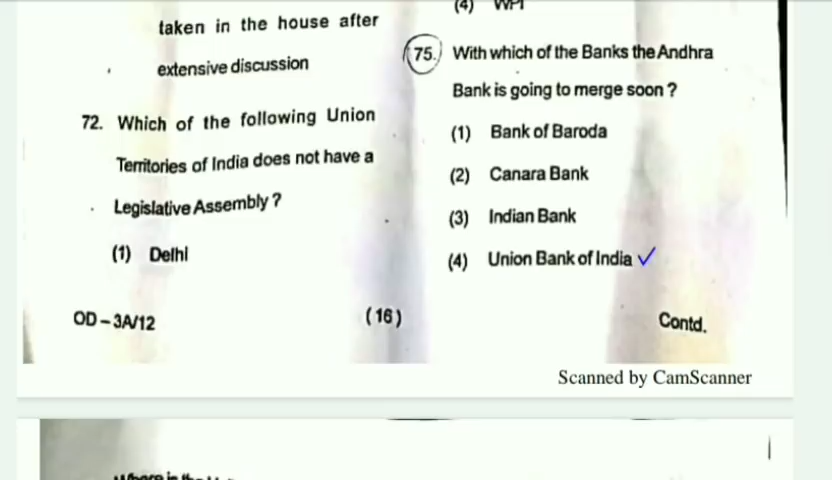 taken in the house after
extensive discussion
72. Which of the following Union
Territories of India does not have a
Legislative Assembly ?
(1) Delhi
(4) WPI
75. With which of the Banks the Andhra
Bank is going to merge soon ?
(1) Bank of Baroda
(2) Canara Bank
(3) Indian Bank
(4) Union Bank of India
OD – 3A/12
(16)
Contd.
Scanned by CamScanner